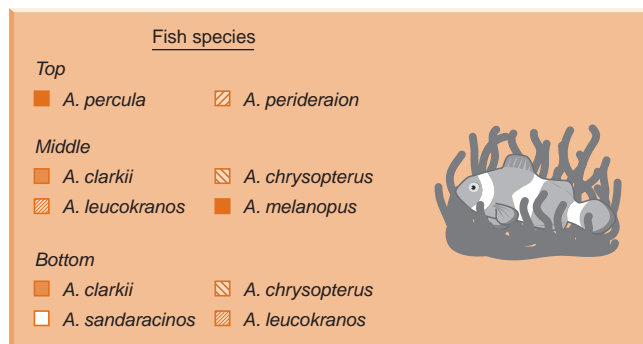 Fish species
Top
A. percula A. perideraion
Middle
A. clarkii A. chrysopterus
A. leucokranos A. melanopus
Bottom
A. clarkii A. chrysopterus
A. sandaracinos A. leucokranos